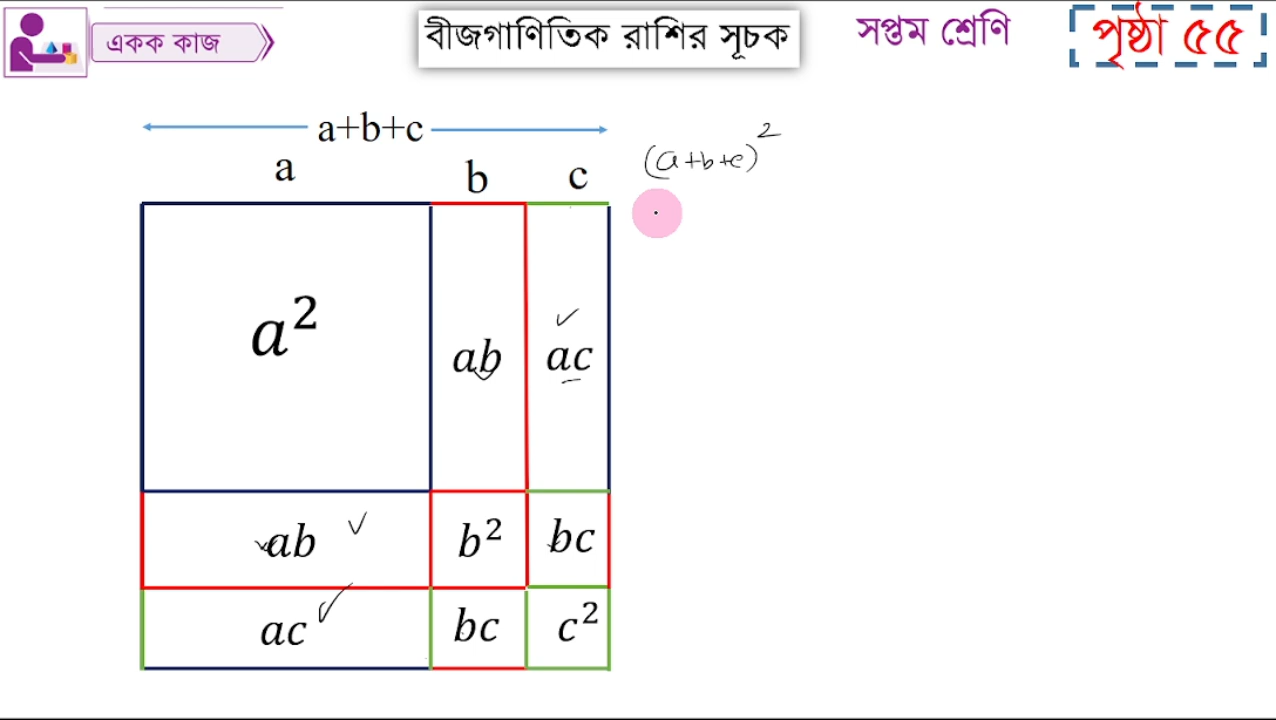 একক কাজ
বীজগাণিতিক রাশির সূচক
সপ্তম শ্রেণি
পৃষ্ঠা ৫৫
a+b+c
a b c
(a+b+c)²
a² ab ac
ab b² bc
ac bc c²